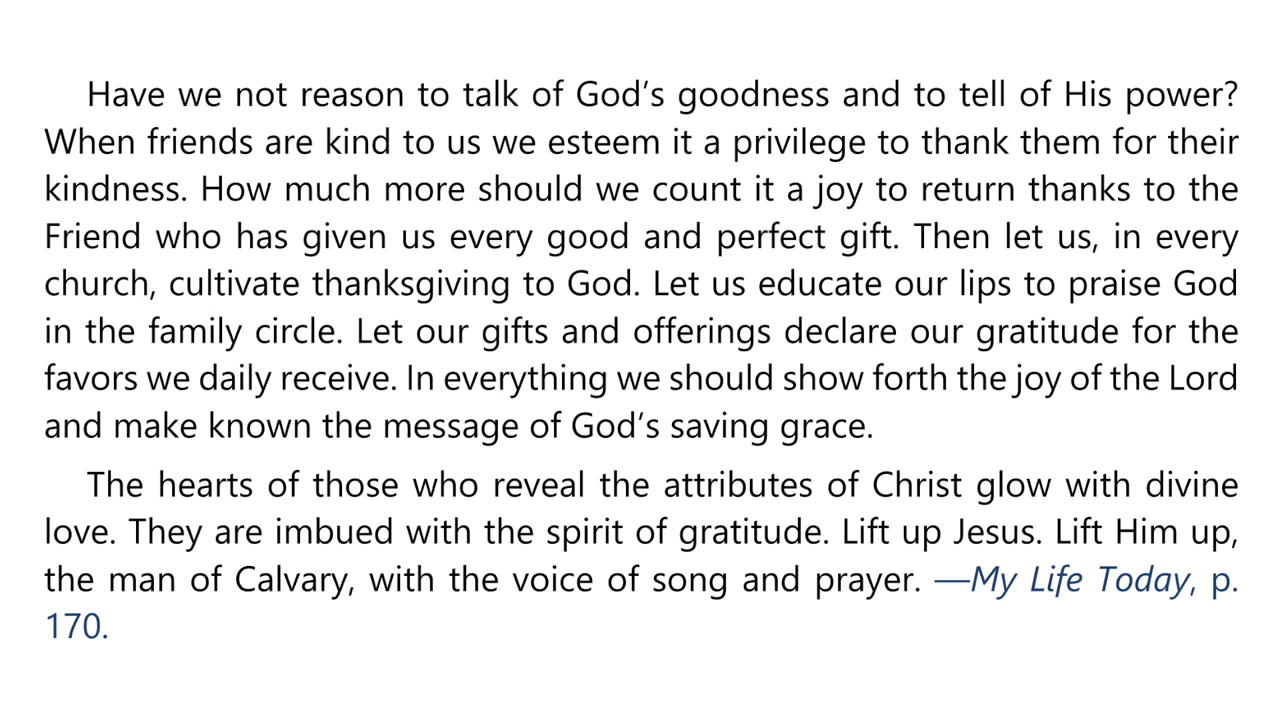 Have we not reason to talk of God’s goodness and to tell of His power?
When friends are kind to us we esteem it a privilege to thank them for their
kindness. How much more should we count it a joy to return thanks to the
Friend who has given us every good and perfect gift. Then let us, in every
church, cultivate thanksgiving to God. Let us educate our lips to praise God
in the family circle. Let our gifts and offerings declare our gratitude for the
favors we daily receive. In everything we should show forth the joy of the Lord
and make known the message of God’s saving grace.
The hearts of those who reveal the attributes of Christ glow with divine
love. They are imbued with the spirit of gratitude. Lift up Jesus. Lift Him up,
the man of Calvary, with the voice of song and prayer. —My Life Today, p.
170.